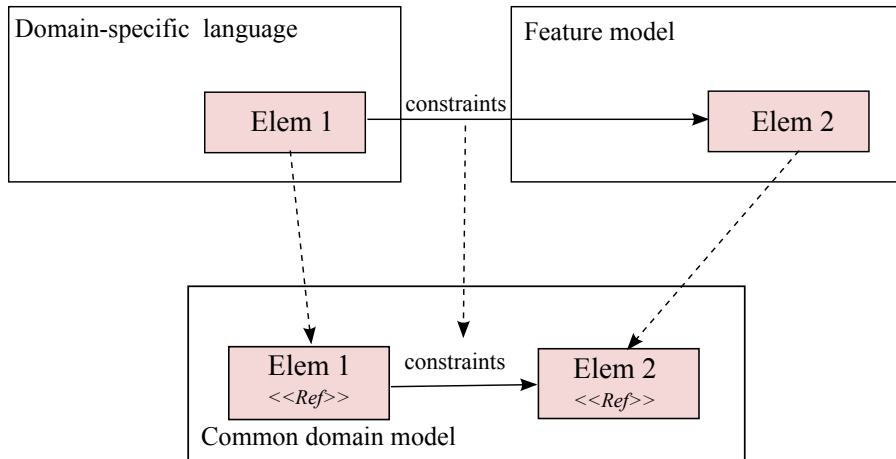 Domain-specific language
Feature model
constraints
Elem 1
Elem 2
Elem 1
<<Ref>>
constraints
Elem 2
<<Ref>>
Common domain model